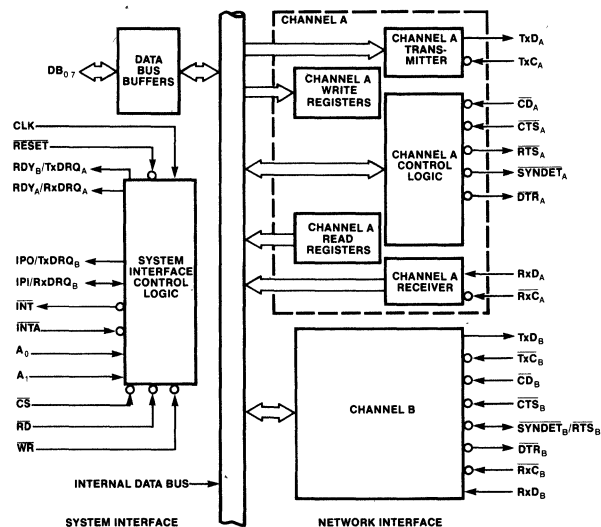 CHANNEL A
DATA
BUS
BUFFERS
DB0 7
CLK
RESET
RDYB/TxDRQA
RDYA/RxDRQA
IPO/TxDRQB
IPI/RxDRQB
INT
INTA
A0
A1
CS
RD
WR
SYSTEM
INTERFACE
CONTROL
LOGIC
INTERNAL DATA BUS
SYSTEM INTERFACE
CHANNEL A
TRANS-
MITTER
CHANNEL A
WRITE
REGISTERS
CHANNEL A
CONTROL
LOGIC
CHANNEL A
READ
REGISTERS
CHANNEL A
RECEIVER
TxDA
TxCA
CDA
CTSA
RTSA
SYNDETA
DTRA
RxDA
RxCA
CHANNEL B
TxDB
TxCB
CDB
CTSB
SYNDETB/RTSB
DTRB
RxCB
RxDB
NETWORK INTERFACE